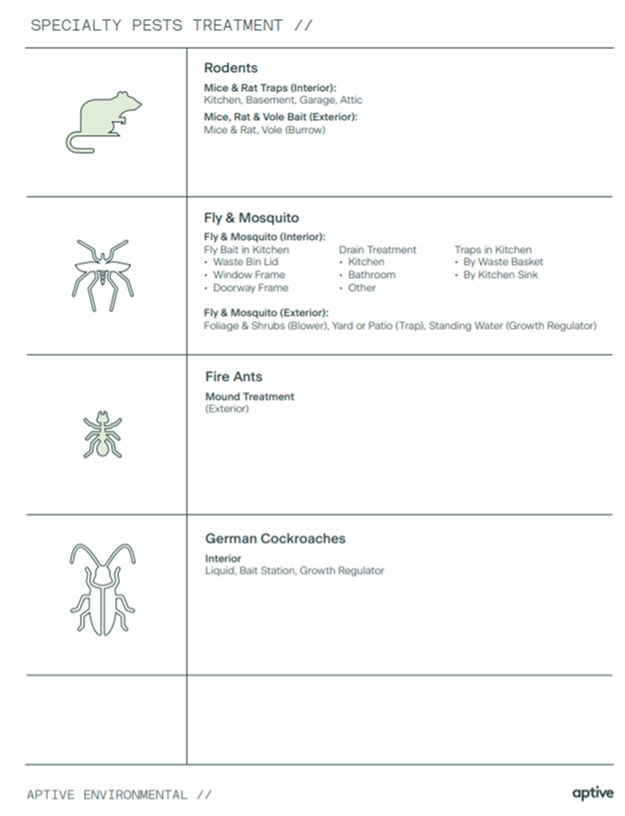 SPECIALTY PESTS TREATMENT //
Rodents
Mice & Rat Traps (Interior):
Kitchen, Basement, Garage, Attic
Mice, Rat & Vole Bait (Exterior):
Mice & Rat, Vole (Burrow)
Fly & Mosquito
Fly & Mosquito (Interior):
Fly Bait in Kitchen
• Waste Bin Lid
• Window Frame
• Doorway Frame
Drain Treatment
• Kitchen
• Bathroom
• Other
Traps in Kitchen
• By Waste Basket
• By Kitchen Sink
Fly & Mosquito (Exterior):
Foliage & Shrubs (Blower), Yard or Patio (Trap), Standing Water (Growth Regulator)
Fire Ants
Mound Treatment
(Exterior)
German Cockroaches
Interior
Liquid, Bait Station, Growth Regulator
APTIVE ENVIRONMENTAL //
aptive